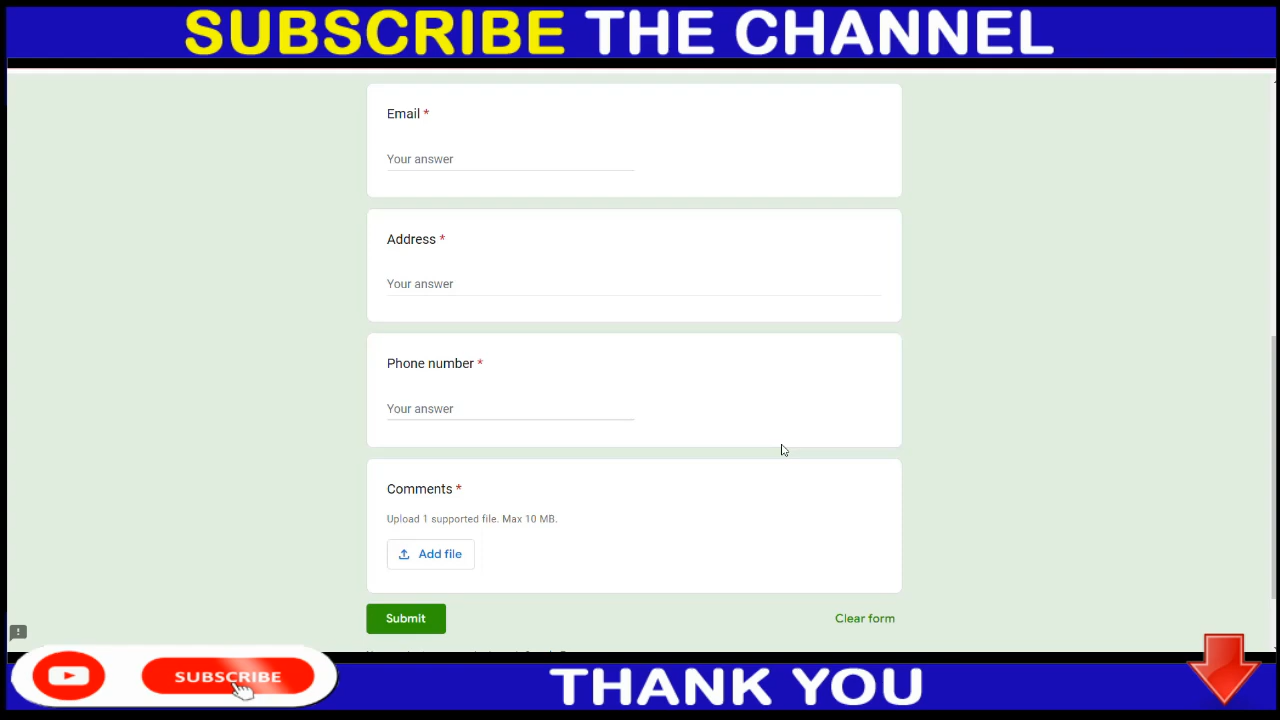 SUBSCRIBE THE CHANNEL
Email *
Your answer
Address *
Your answer
Phone number *
Your answer
Comments *
Upload 1 supported file. Max 10 MB.
Add file
Submit
Clear form
SUBSCRIBE
THANK YOU